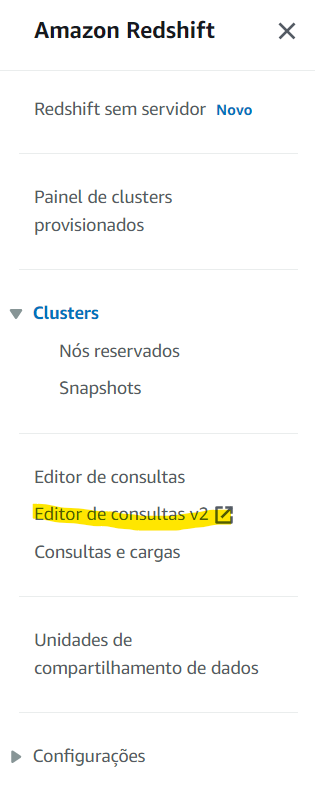 Amazon Redshift
Redshift sem servidor Novo
Painel de clusters
provisionados
Clusters
Nós reservados
Snapshots
Editor de consultas
Editor de consultas v2
Consultas e cargas
Unidades de
compartilhamento de dados
Configurações